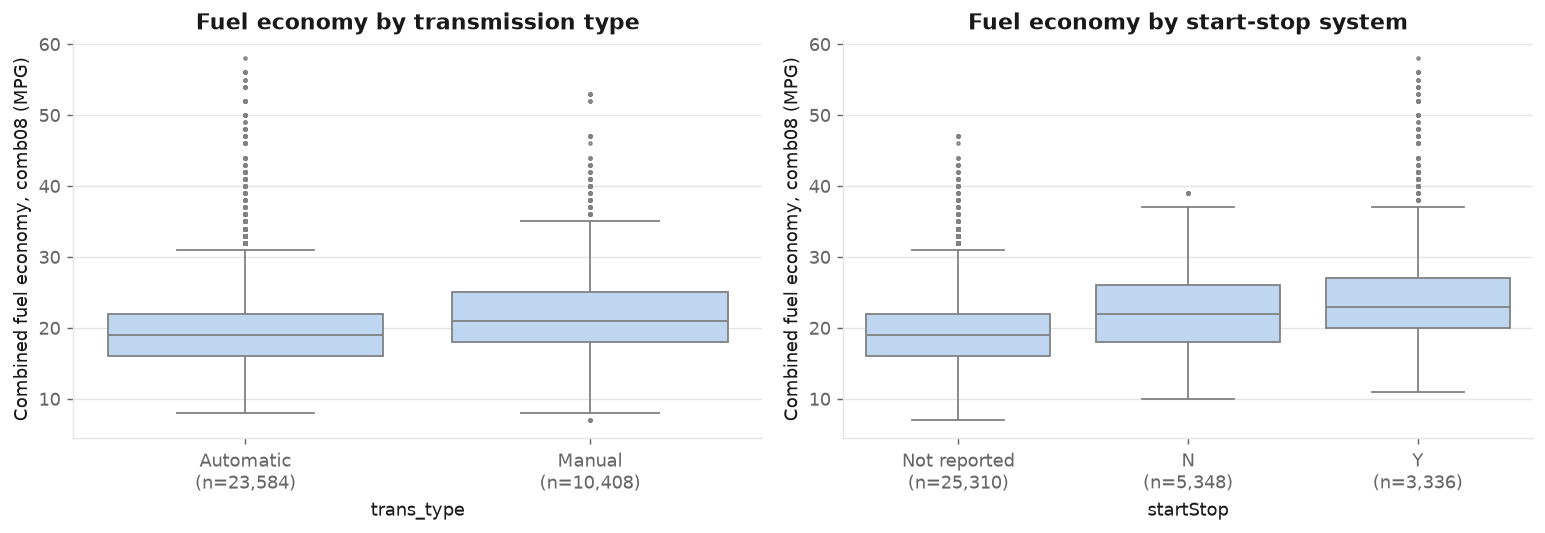 Fuel economy by transmission type
Combined fuel economy, comb08 (MPG)
60
50
40
30
20
10
Automatic
(n=23,584)
Manual
(n=10,408)
trans_type
Fuel economy by start-stop system
Combined fuel economy, comb08 (MPG)
60
50
40
30
20
10
Not reported
(n=25,310)
N
(n=5,348)
Y
(n=3,336)
startStop